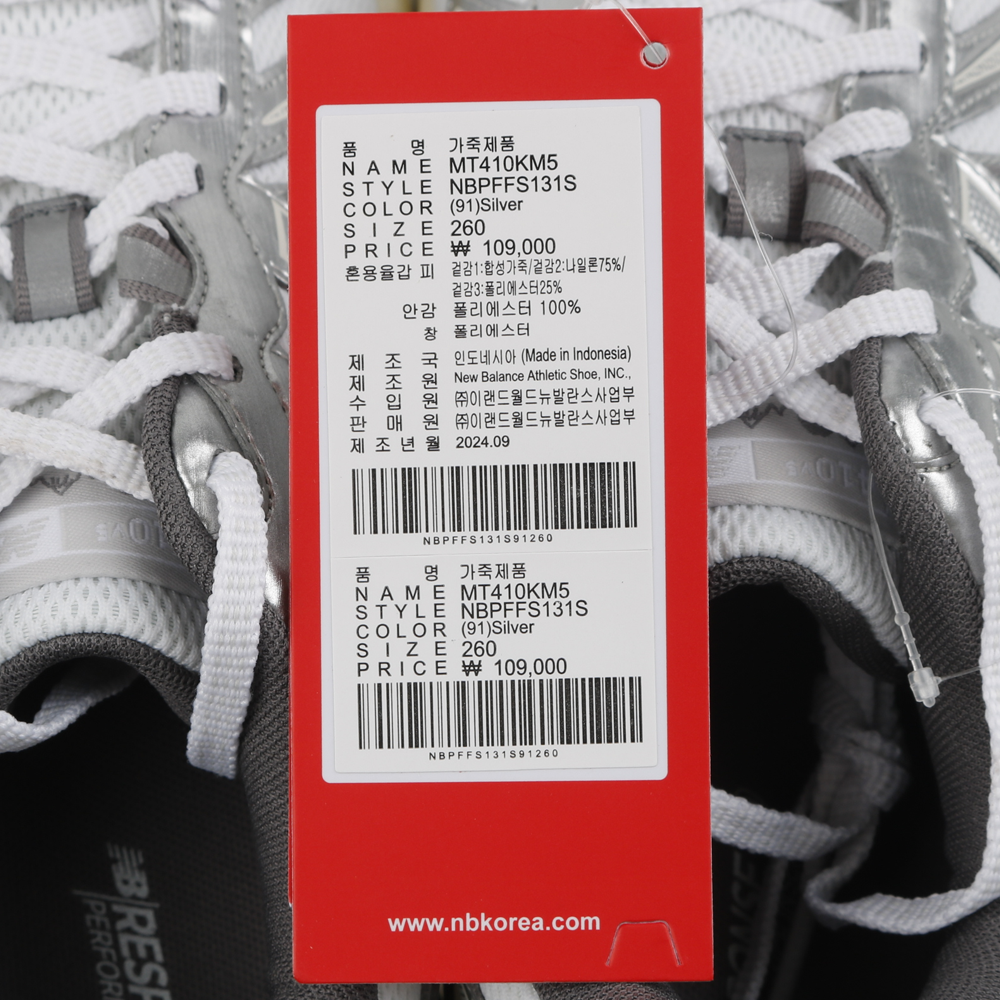 품 명 가죽제품
NAME MT410KM5
STYLE NBPFFS131S
COLOR (91)Silver
SIZE 260
PRICE ₩ 109,000
혼용율갑 피 겉감1:합성가죽/겉감2:나일론75%/
겉감3:폴리에스터25%
안감 폴리에스터 100%
창 폴리에스터
제 조 국 인도네시아 (Made in Indonesia)
제 조 원 New Balance Athletic Shoe, INC.,
수 입 원 ㈜이랜드월드뉴발란스사업부
판 매 원 ㈜이랜드월드뉴발란스사업부
제조년월 2024.09
NBPFFS131S91260
품 명 가죽제품
NAME MT410KM5
STYLE NBPFFS131S
COLOR (91)Silver
SIZE 260
PRICE ₩ 109,000
NBPFFS131S91260
www.nbkorea.com
410v5
410v5
RESP
PERFOR